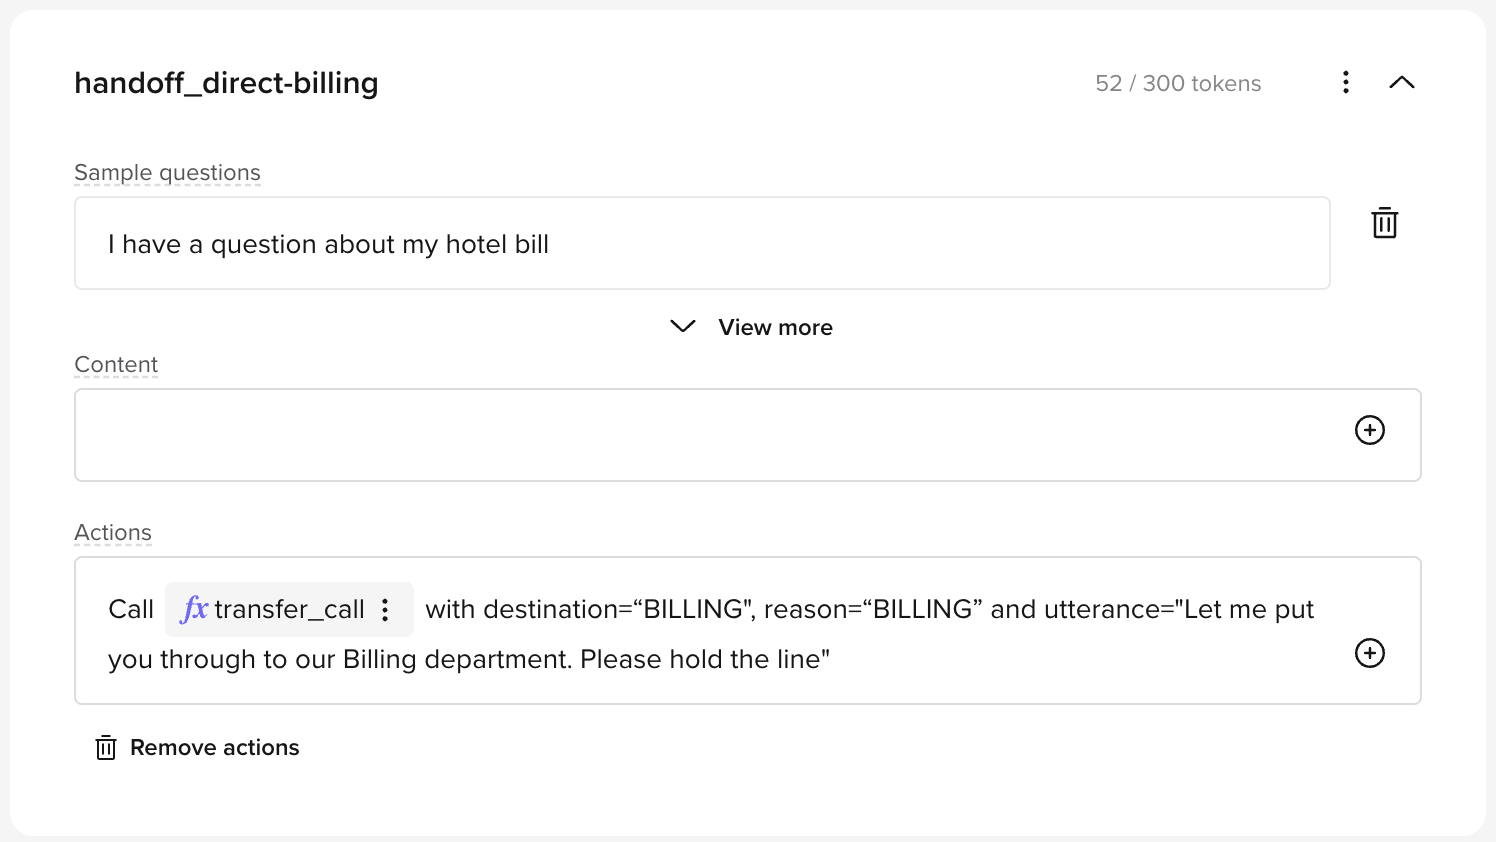 handoff_direct-billing
52 / 300 tokens
Sample questions
I have a question about my hotel bill
View more
Content
Actions
Call fx transfer_call with destination=“BILLING", reason=“BILLING” and utterance="Let me put
you through to our Billing department. Please hold the line"
Remove actions